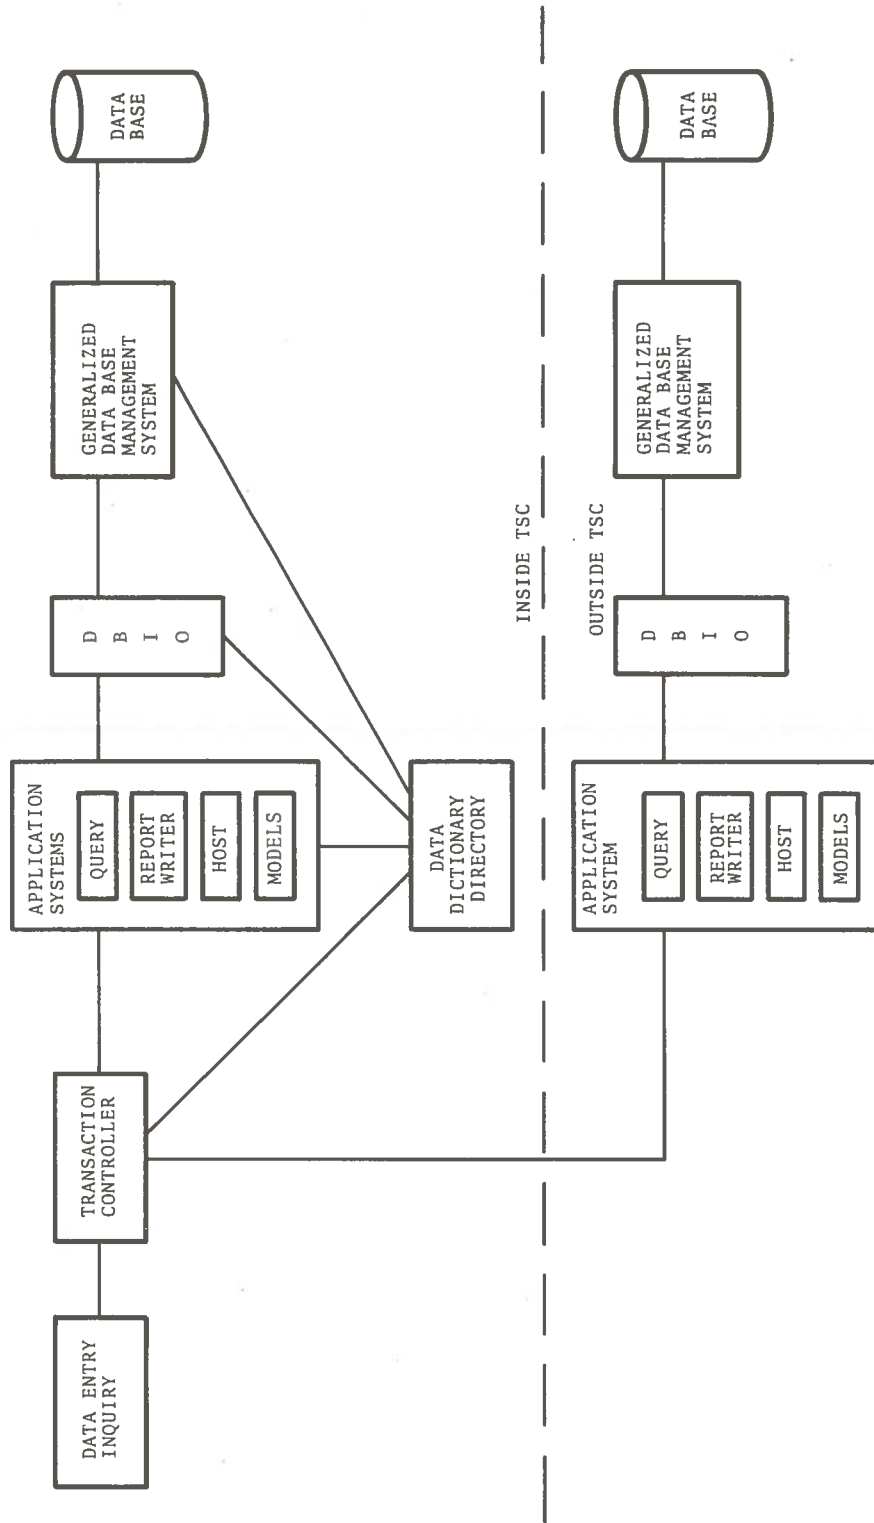 DATA ENTRY
INQUIRY
TRANSACTION
CONTROLLER
APPLICATION
SYSTEMS
QUERY
REPORT
WRITER
HOST
MODELS
D
B
I
O
GENERALIZED
DATA BASE
MANAGEMENT
SYSTEM
DATA
BASE
DATA
DICTIONARY
DIRECTORY
INSIDE TSC
OUTSIDE TSC
APPLICATION
SYSTEM
QUERY
REPORT
WRITER
HOST
MODELS
D
B
I
O
GENERALIZED
DATA BASE
MANAGEMENT
SYSTEM
DATA
BASE